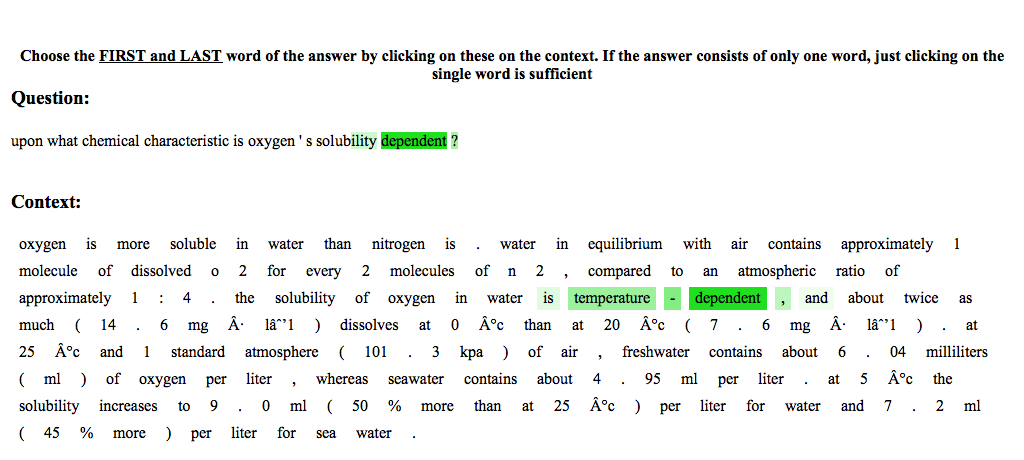 Choose the FIRST and LAST word of the answer by clicking on these on the context. If the answer consists of only one word, just clicking on the
single word is sufficient
Question:
upon what chemical characteristic is oxygen ' s solubility dependent ?
Context:
oxygen is more soluble in water than nitrogen is . water in equilibrium with air contains approximately 1
molecule of dissolved o 2 for every 2 molecules of n 2 , compared to an atmospheric ratio of
approximately 1 : 4 . the solubility of oxygen in water is temperature - dependent , and about twice as
much ( 14 . 6 mg Â· lâˆ’1 ) dissolves at 0 Â°c than at 20 Â°c ( 7 . 6 mg Â· lâˆ’1 ) . at
25 Â°c and 1 standard atmosphere ( 101 . 3 kpa ) of air , freshwater contains about 6 . 04 milliliters
( ml ) of oxygen per liter , whereas seawater contains about 4 . 95 ml per liter . at 5 Â°c the
solubility increases to 9 . 0 ml ( 50 % more than at 25 Â°c ) per liter for water and 7 . 2 ml
( 45 % more ) per liter for sea water .